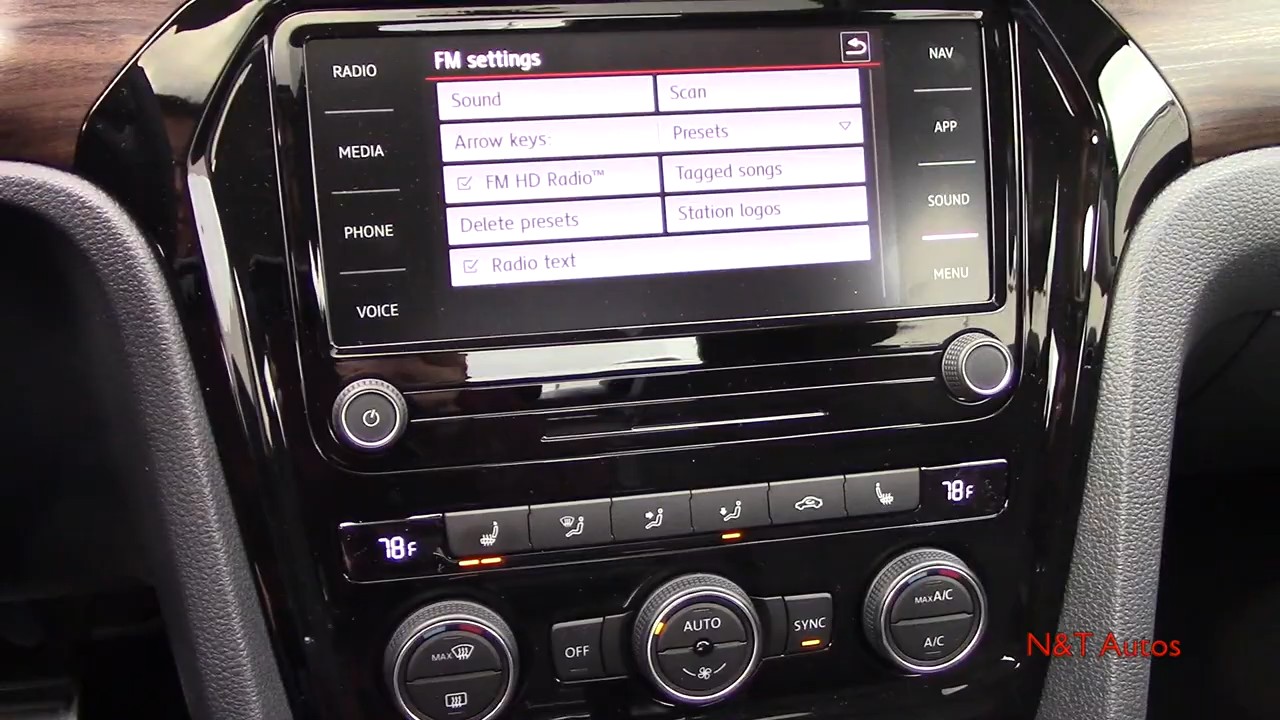 FM settings
RADIO
MEDIA
PHONE
VOICE
Sound
Scan
Arrow keys:
Presets
FM HD Radio™
Tagged songs
Delete presets
Station logos
Radio text
NAV
APP
SOUND
MENU
78F
78F
MAX
OFF
AUTO
SYNC
MAX A/C
A/C
N&T Autos